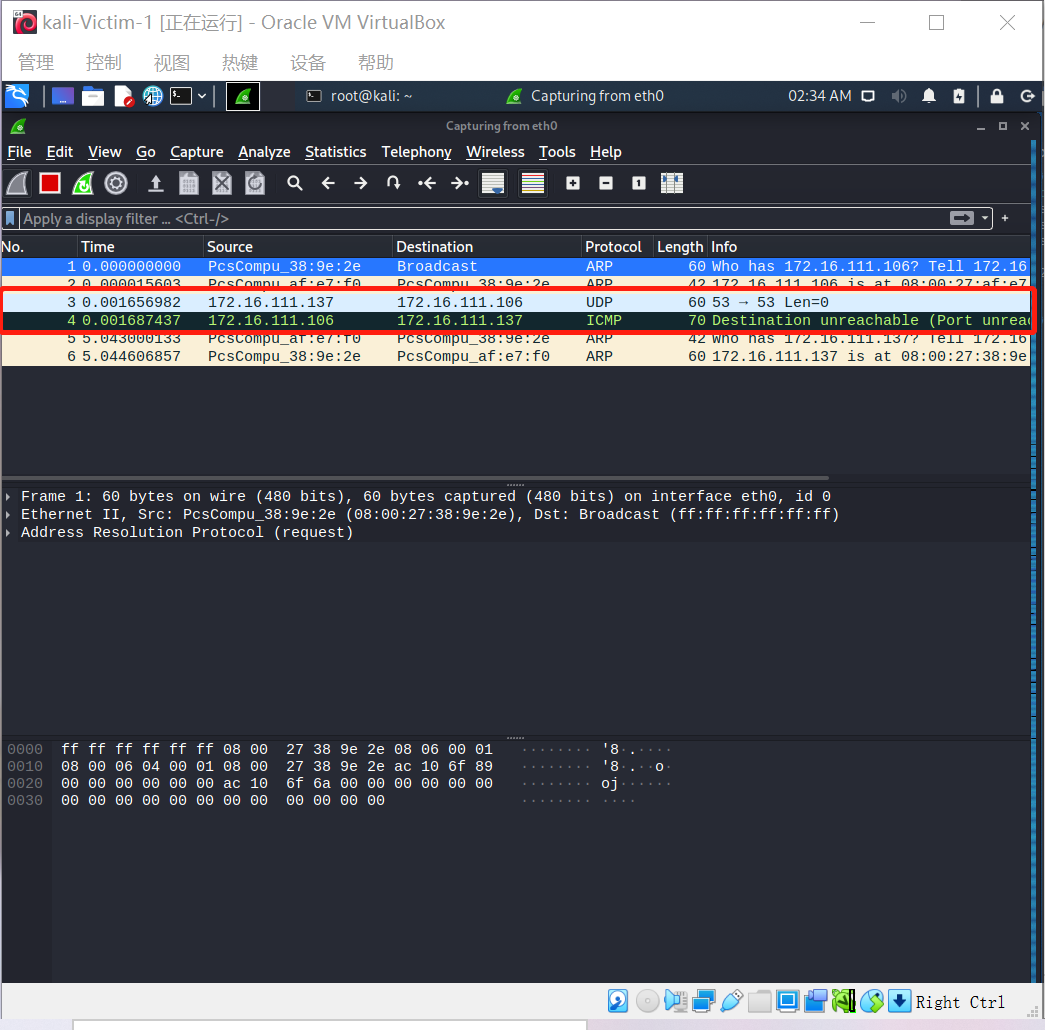 kali-Victim-1 [正在运行] - Oracle VM VirtualBox
管理 控制 视图 热键 设备 帮助
root@kali: ~ Capturing from eth0 02:34 AM
Capturing from eth0
File Edit View Go Capture Analyze Statistics Telephony Wireless Tools Help
Apply a display filter ... <Ctrl-/>
No. Time Source Destination Protocol Length Info
1 0.000000000 PcsCompu_38:9e:2e Broadcast ARP 60 Who has 172.16.111.106? Tell 172.16
2 0.000015603 PcsCompu_af:e7:f0 PcsCompu_38:9e:2e ARP 42 172.16.111.106 is at 08:00:27:af:e7
3 0.001656982 172.16.111.137 172.16.111.106 UDP 60 53 → 53 Len=0
4 0.001687437 172.16.111.106 172.16.111.137 ICMP 70 Destination unreachable (Port unreac
5 5.043000133 PcsCompu_af:e7:f0 PcsCompu_38:9e:2e ARP 42 Who has 172.16.111.137? Tell 172.16
6 5.044606857 PcsCompu_38:9e:2e PcsCompu_af:e7:f0 ARP 60 172.16.111.137 is at 08:00:27:38:9e
Frame 1: 60 bytes on wire (480 bits), 60 bytes captured (480 bits) on interface eth0, id 0
Ethernet II, Src: PcsCompu_38:9e:2e (08:00:27:38:9e:2e), Dst: Broadcast (ff:ff:ff:ff:ff:ff)
Address Resolution Protocol (request)
0000 ff ff ff ff ff ff 08 00 27 38 9e 2e 08 06 00 01 ········ '8·.····
0010 08 00 06 04 00 01 08 00 27 38 9e 2e ac 10 6f 89 ········ '8·.··o·
0020 00 00 00 00 00 00 ac 10 6f 6a 00 00 00 00 00 00 ········ oj······
0030 00 00 00 00 00 00 00 00 00 00 00 00 ········ ····
Right Ctrl